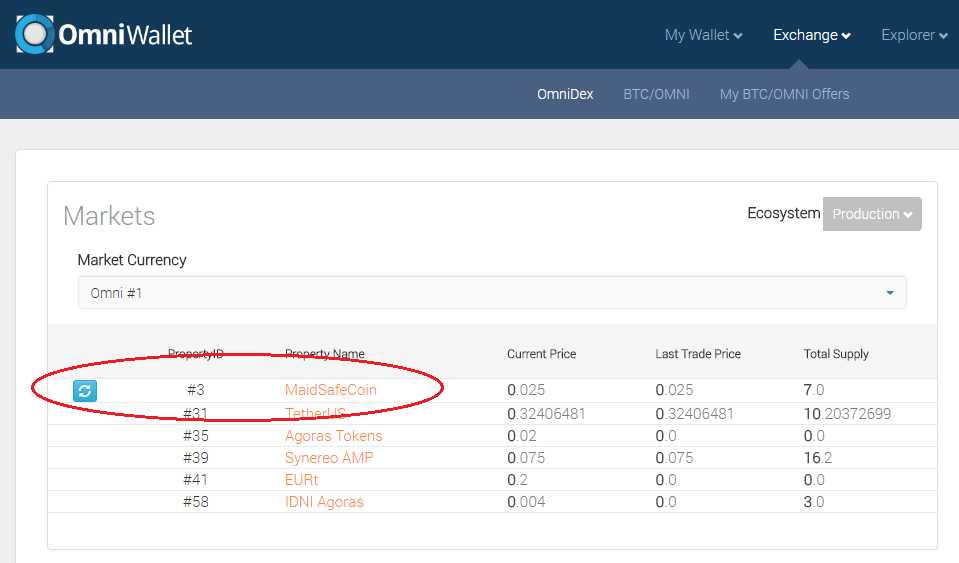 OmniWallet
My Wallet Exchange Explorer
OmniDex BTC/OMNI My BTC/OMNI Offers
Markets
Ecosystem Production
Market Currency
Omni #1
PropertyID Property Name Current Price Last Trade Price Total Supply
#3 MaidSafeCoin 0.025 0.025 7.0
#31 TetherUS 0.32406481 0.32406481 10.20372699
#35 Agoras Tokens 0.02 0.0 0.0
#39 Synereo AMP 0.075 0.075 16.2
#41 EURt 0.2 0.0 0.0
#58 IDNI Agoras 0.004 0.0 3.0